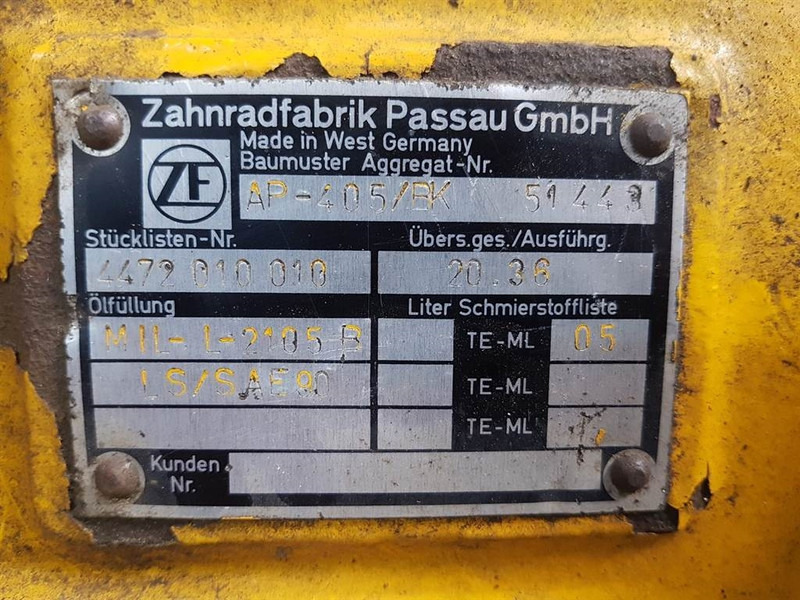 Zahnradfabrik Passau GmbH
Made in West Germany
Baumuster Aggregat-Nr.
ZF
AP-405/BK 51443
Stücklisten-Nr. Übers.ges./Ausführg.
4472 010 010 20.36
Ölfüllung Liter Schmierstoffliste
MIL-L-2105 B TE-ML 05
LS/SAE90 TE-ML
TE-ML
Kunden
Nr.